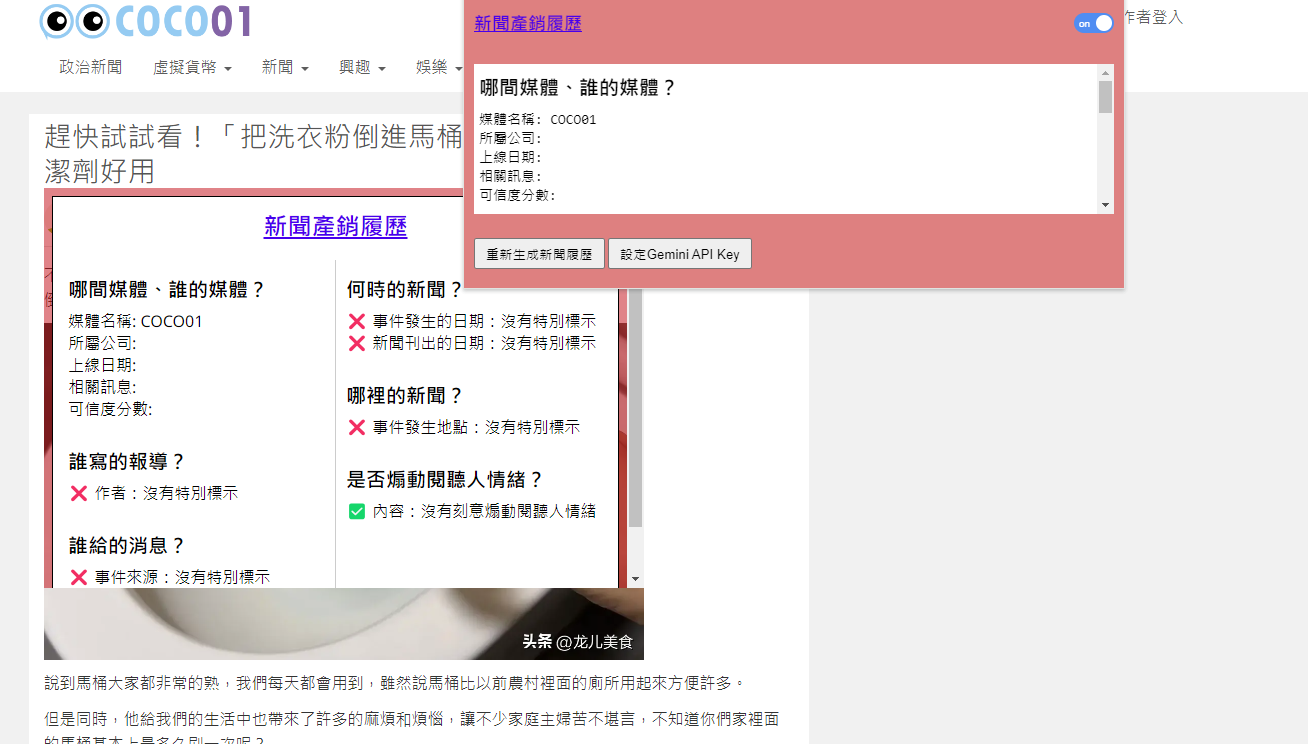 COCO01
作者登入
政治新聞 虛擬貨幣 新聞 興趣 娛樂
新聞產銷履歷
on
哪間媒體、誰的媒體？
媒體名稱: COCO01
所屬公司:
上線日期:
相關訊息:
可信度分數:
重新生成新聞履歷 設定Gemini API Key
趕快試試看！「把洗衣粉倒進馬桶
潔劑好用
新聞產銷履歷
哪間媒體、誰的媒體？
媒體名稱: COCO01
所屬公司:
上線日期:
相關訊息:
可信度分數:
誰寫的報導？
作者：沒有特別標示
誰給的消息？
事件來源：沒有特別標示
何時的新聞？
事件發生的日期：沒有特別標示
新聞刊出的日期：沒有特別標示
哪裡的新聞？
事件發生地點：沒有特別標示
是否煽動閱聽人情緒？
內容：沒有刻意煽動閱聽人情緒
头条 @龙儿美食
說到馬桶大家都非常的熟，我們每天都會用到，雖然說馬桶比以前農村裡面的廁所用起來方便許多。
但是同時，他給我們的生活中也帶來了許多的麻煩和煩惱，讓不少家庭主婦苦不堪言，不知道你們家裡面
的馬桶基本上是多久刷一次呢？